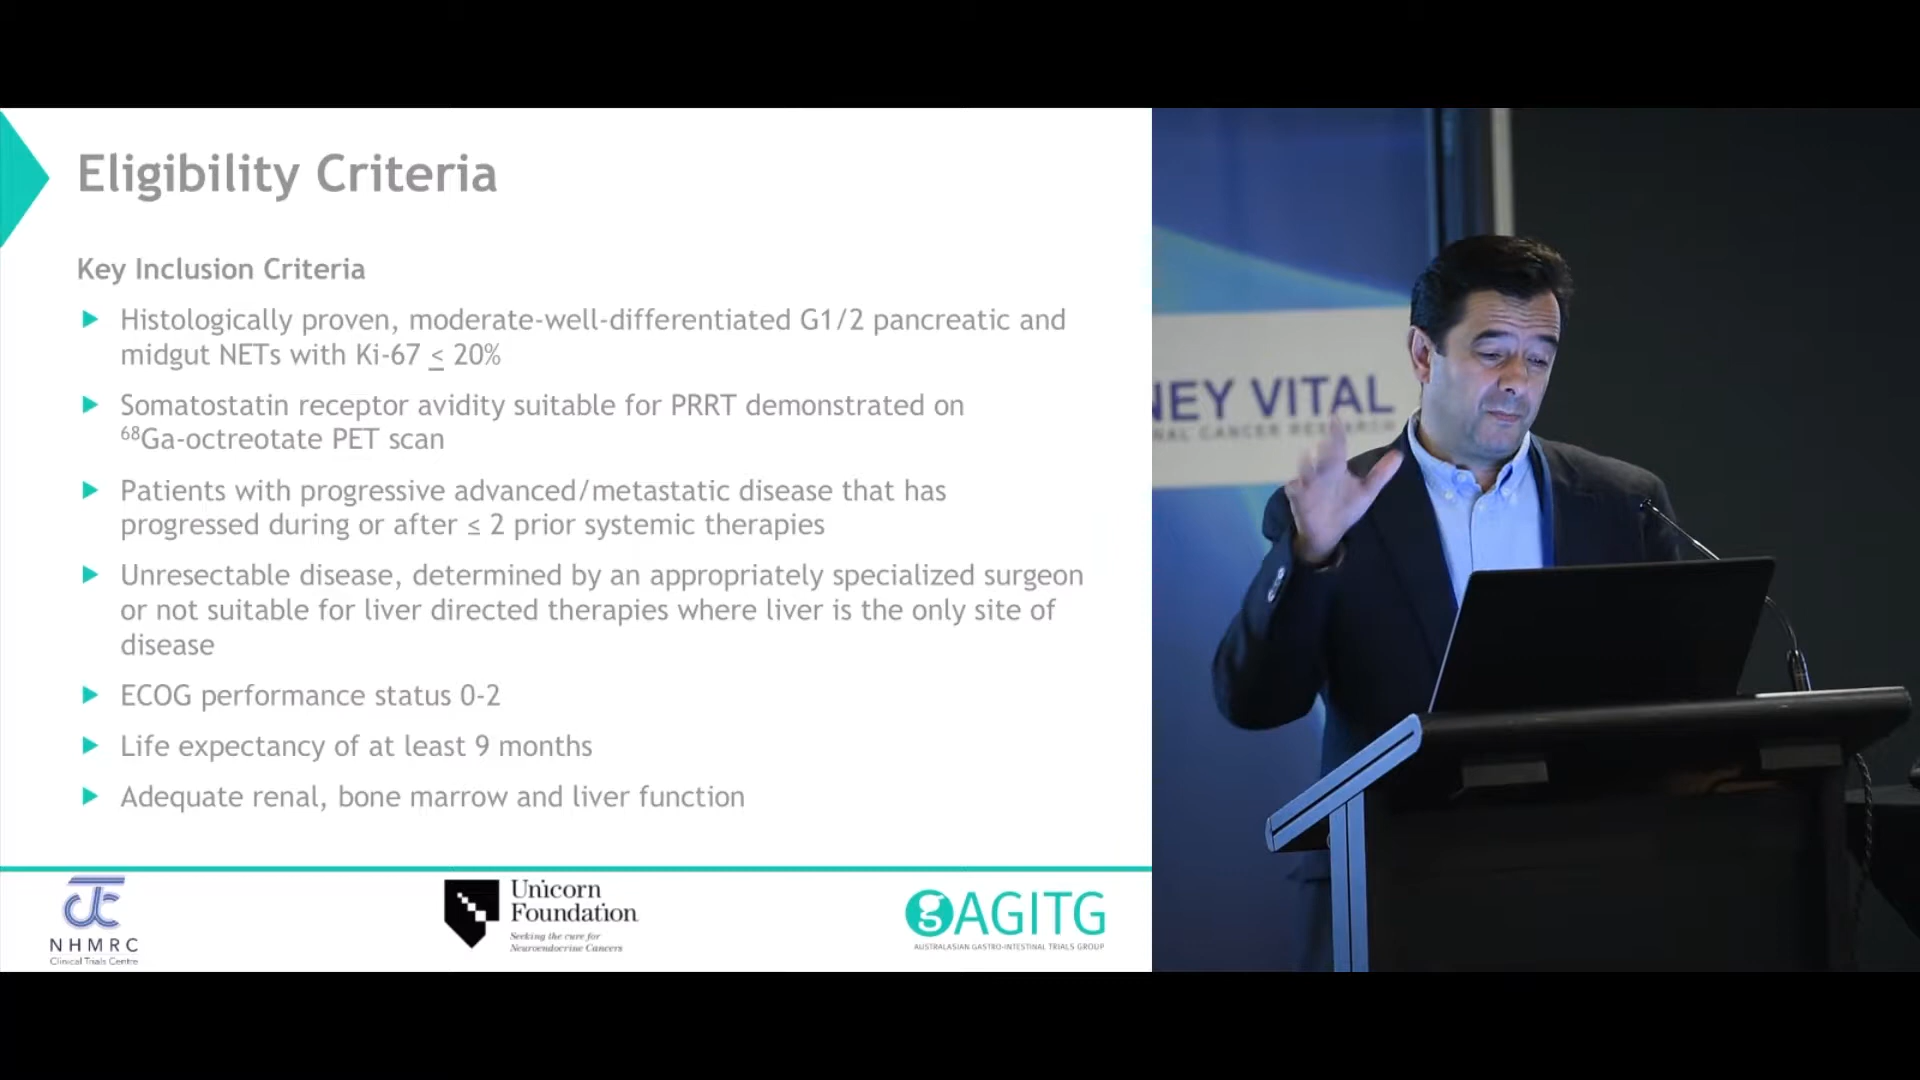 Eligibility Criteria
Key Inclusion Criteria
Histologically proven, moderate-well-differentiated G1/2 pancreatic and
midgut NETs with Ki-67 ≤ 20%
Somatostatin receptor avidity suitable for PRRT demonstrated on
⁶⁸Ga-octreotate PET scan
Patients with progressive advanced/metastatic disease that has
progressed during or after ≤ 2 prior systemic therapies
Unresectable disease, determined by an appropriately specialized surgeon
or not suitable for liver directed therapies where liver is the only site of
disease
ECOG performance status 0-2
Life expectancy of at least 9 months
Adequate renal, bone marrow and liver function
NHMRC
Clinical Trials Centre
Unicorn
Foundation
Seeking the cure for
Neuroendocrine Cancers
AGITG
AUSTRALASIAN GASTRO-INTESTINAL TRIALS GROUP
NEY VITAL
NAL CANCER RESEARCH